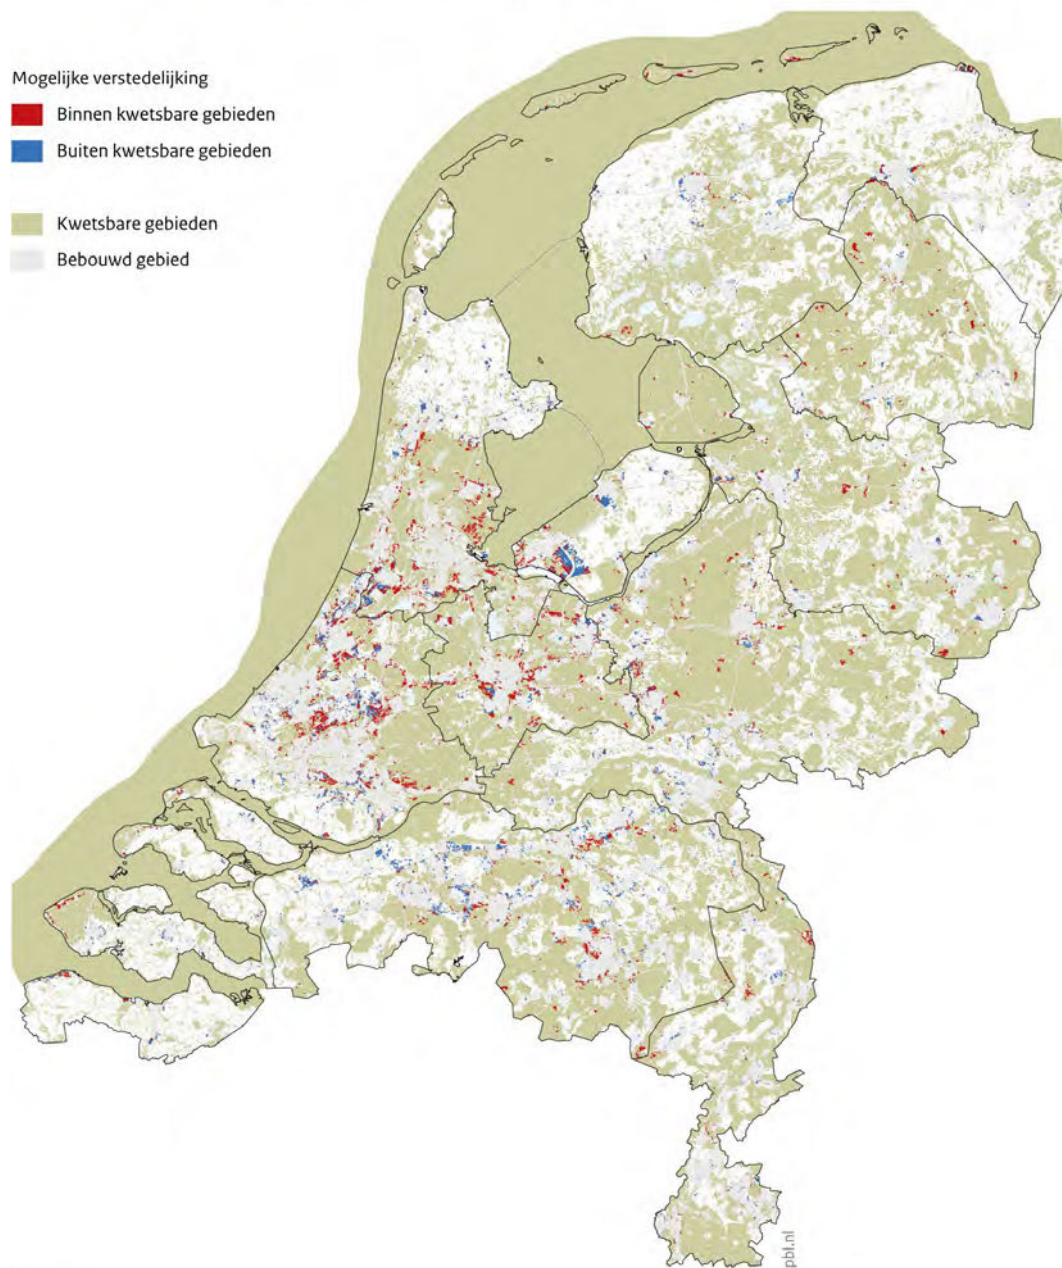 Mogelijke verstedelijking
Binnen kwetsbare gebieden
Buiten kwetsbare gebieden
Kwetsbare gebieden
Bebouwd gebied
pbl.nl